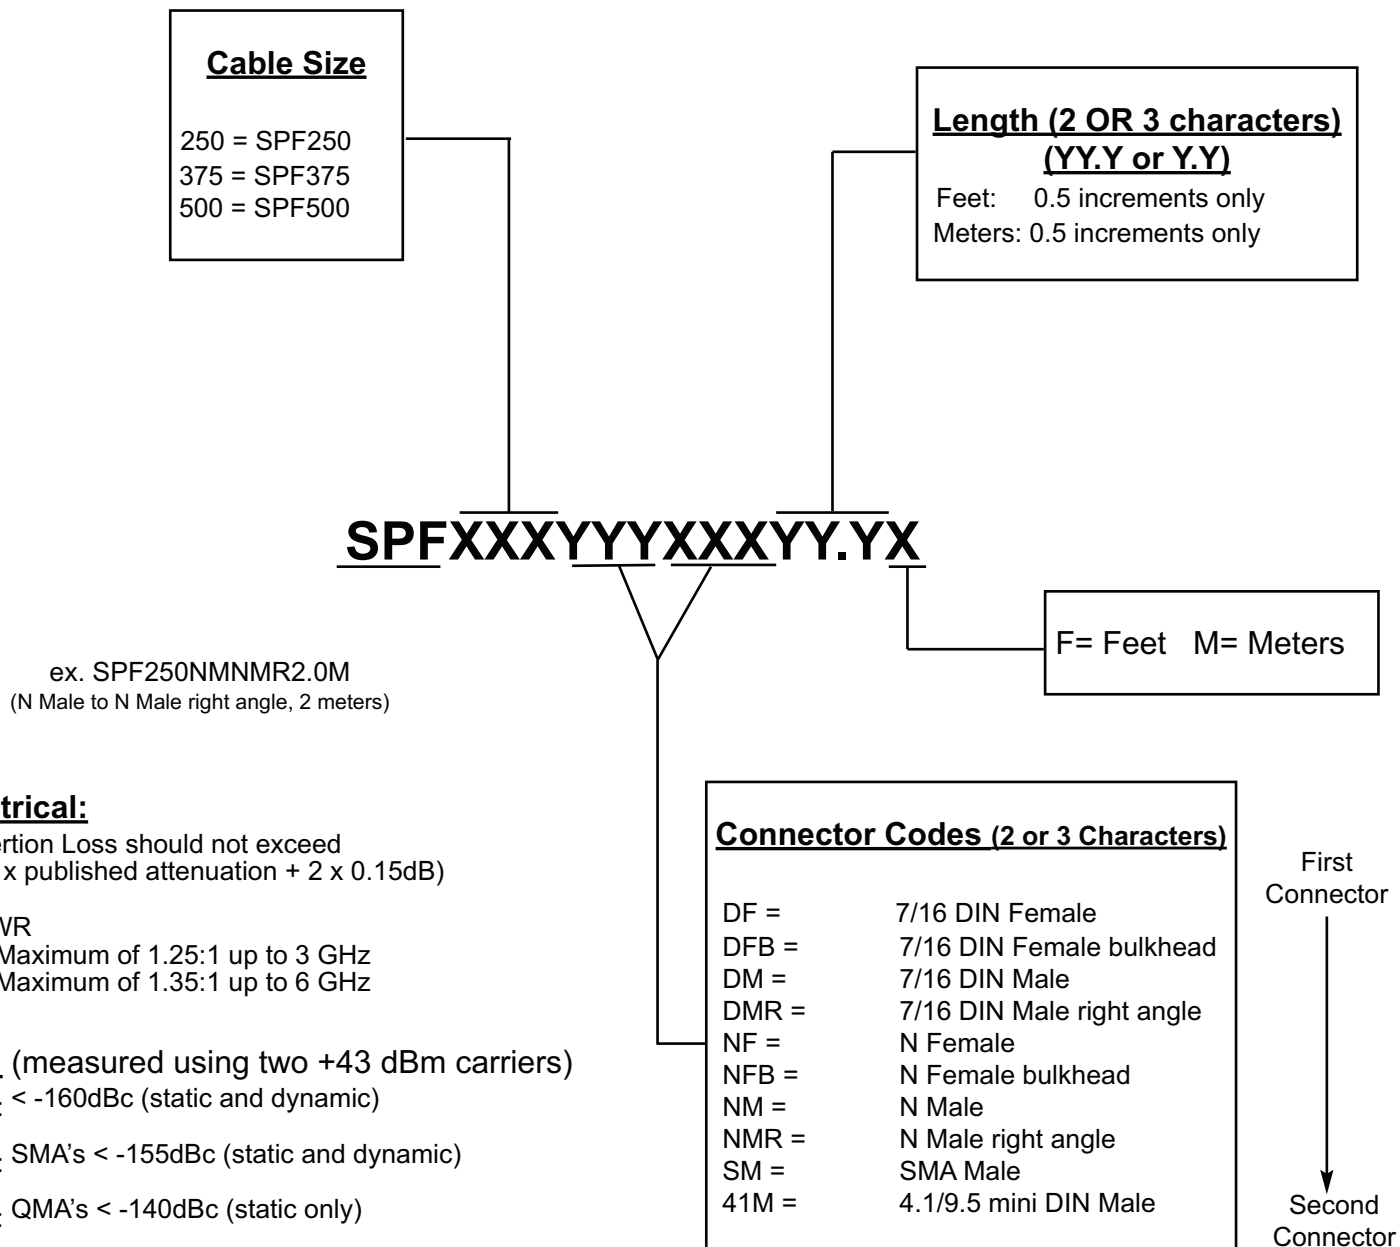 Cable Size
250 = SPF250
375 = SPF375
500 = SPF500
Length (2 OR 3 characters)
(YY.Y or Y.Y)
Feet: 0.5 increments only
Meters: 0.5 increments only
SPFXXXYYYXXXYY.YX
F= Feet M= Meters
ex. SPF250NMNMR2.0M
(N Male to N Male right angle, 2 meters)
trical:
rtion Loss should not exceed
x published attenuation + 2 x 0.15dB)
WR
Maximum of 1.25:1 up to 3 GHz
Maximum of 1.35:1 up to 6 GHz
(measured using two +43 dBm carriers)
: < -160dBc (static and dynamic)
: SMA's < -155dBc (static and dynamic)
: QMA's < -140dBc (static only)
Connector Codes (2 or 3 Characters)
DF = 7/16 DIN Female
DFB = 7/16 DIN Female bulkhead
DM = 7/16 DIN Male
DMR = 7/16 DIN Male right angle
NF = N Female
NFB = N Female bulkhead
NM = N Male
NMR = N Male right angle
SM = SMA Male
41M = 4.1/9.5 mini DIN Male
First
Connector
Second
Connector